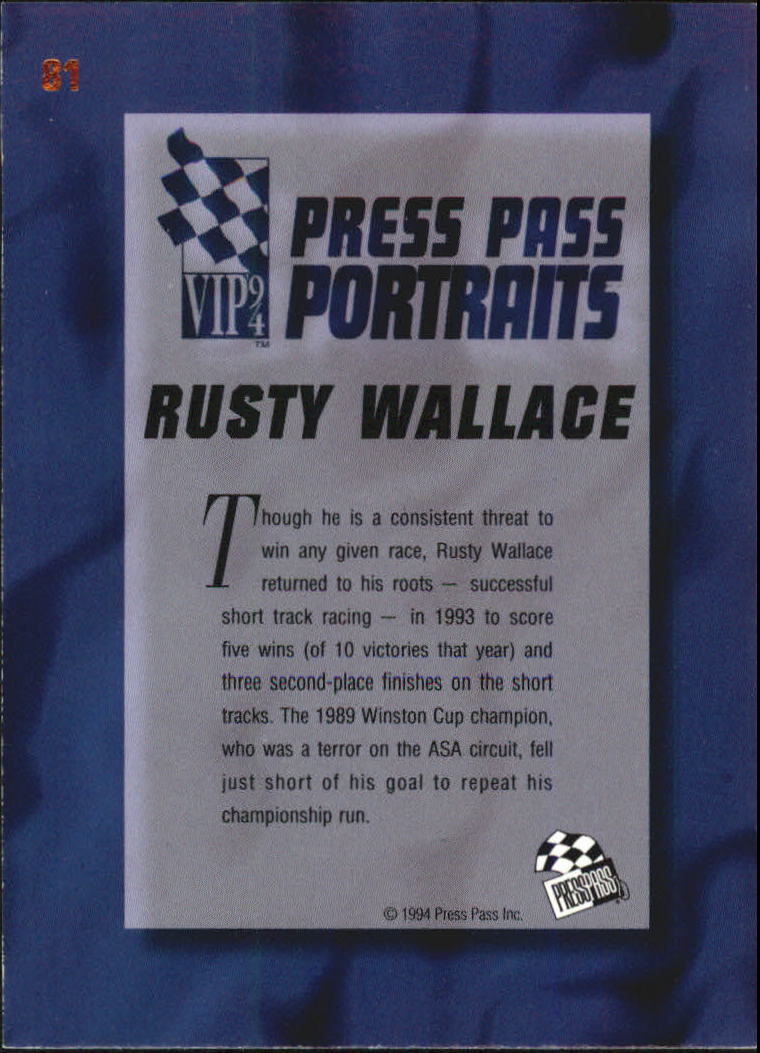 81
VIP 94
™
PRESS PASS
PORTRAITS
RUSTY WALLACE
Though he is a consistent threat to
win any given race, Rusty Wallace
returned to his roots — successful
short track racing — in 1993 to score
five wins (of 10 victories that year) and
three second-place finishes on the short
tracks. The 1989 Winston Cup champion,
who was a terror on the ASA circuit, fell
just short of his goal to repeat his
championship run.
PRESS PASS
© 1994 Press Pass Inc.